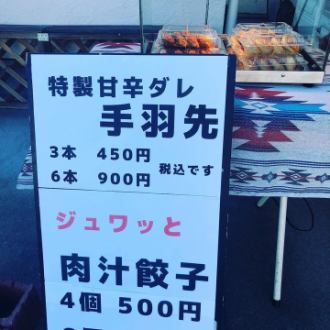 特製甘辛ダレ
手羽先
3本 450円
6本 900円
税込です
ジュワッと
肉汁餃子
4個 500円